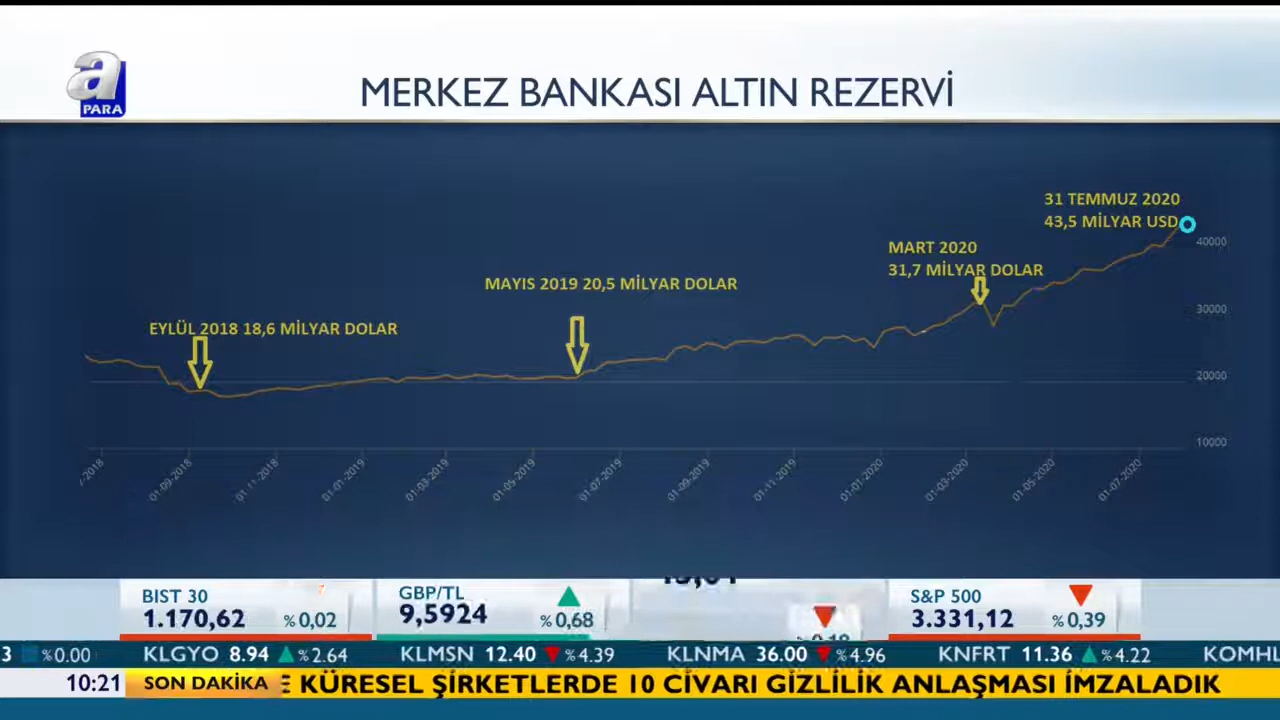 a
PARA
MERKEZ BANKASI ALTIN REZERVİ
31 TEMMUZ 2020
43,5 MİLYAR USD
MART 2020
31,7 MİLYAR DOLAR
MAYIS 2019 20,5 MİLYAR DOLAR
EYLÜL 2018 18,6 MİLYAR DOLAR
40000
30000
20000
10000
/2018 01-09-2018 01-11-2018 01-01-2019 01-03-2019 01-05-2019 01-07-2019 01-09-2019 01-11-2019 01-01-2020 01-03-2020 01-05-2020 01-07-2020
BIST 30
1.170,62 %0,02
GBP/TL
9,5924 %0,68
S&P 500
3.331,12 %0,39
3 %0.00 KLGYO 8.94 %2.64 KLMSN 12.40 %4.39 KLNMA 36.00 %4.96 KNFRT 11.36 %4.22 KOMHL
10:21 SON DAKİKA E KÜRESEL ŞİRKETLERDE 10 CİVARI GİZLİLİK ANLAŞMASI İMZALADIK